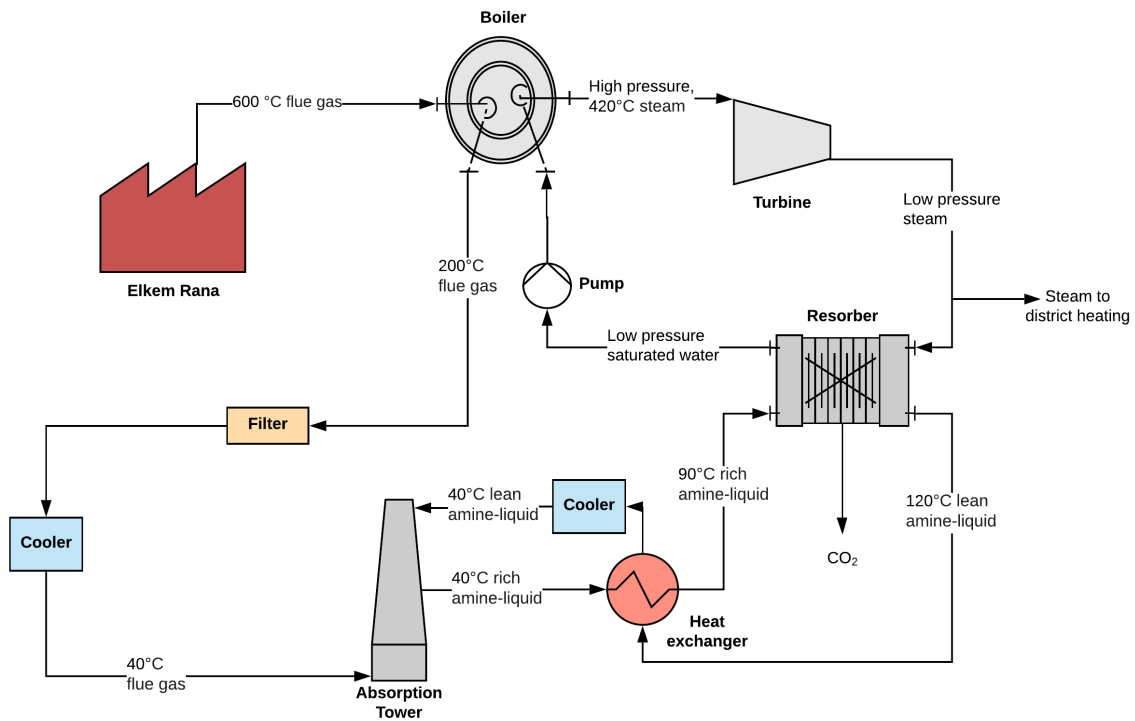 Boiler
600 °C flue gas
High pressure,
420°C steam
Turbine
Low pressure
steam
Elkem Rana
200°C
flue gas
Pump
Steam to
district heating
Resorber
Low pressure
saturated water
Filter
90°C rich
amine-liquid
40°C lean
amine-liquid
Cooler
120°C lean
amine-liquid
Cooler
CO₂
40°C rich
amine-liquid
Heat
exchanger
40°C
flue gas
Absorption
Tower